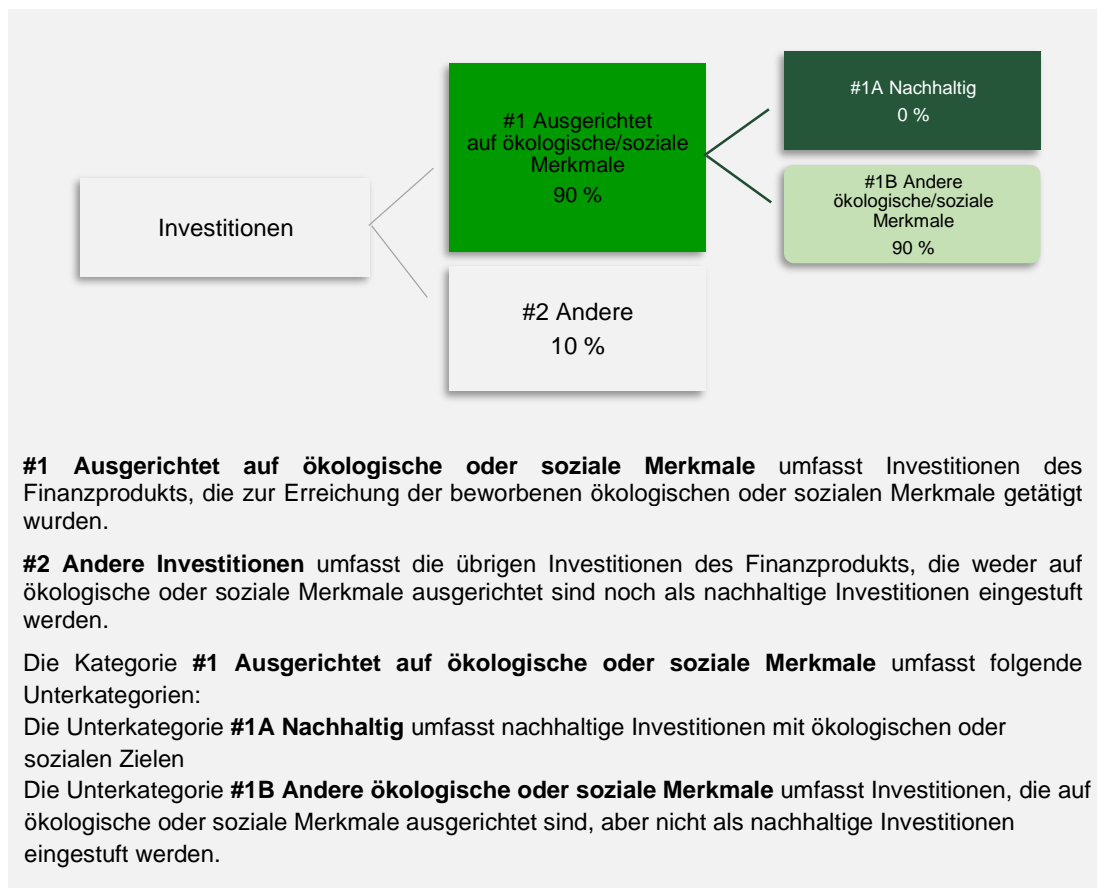 Investitionen
#1 Ausgerichtet
auf ökologische/soziale
Merkmale
90 %
#2 Andere
10 %
#1A Nachhaltig
0 %
#1B Andere
ökologische/soziale
Merkmale
90 %
#1 Ausgerichtet auf ökologische oder soziale Merkmale umfasst Investitionen des
Finanzprodukts, die zur Erreichung der beworbenen ökologischen oder sozialen Merkmale getätigt
wurden.
#2 Andere Investitionen umfasst die übrigen Investitionen des Finanzprodukts, die weder auf
ökologische oder soziale Merkmale ausgerichtet sind noch als nachhaltige Investitionen eingestuft
werden.
Die Kategorie #1 Ausgerichtet auf ökologische oder soziale Merkmale umfasst folgende
Unterkategorien:
Die Unterkategorie #1A Nachhaltig umfasst nachhaltige Investitionen mit ökologischen oder
sozialen Zielen
Die Unterkategorie #1B Andere ökologische oder soziale Merkmale umfasst Investitionen, die auf
ökologische oder soziale Merkmale ausgerichtet sind, aber nicht als nachhaltige Investitionen
eingestuft werden.